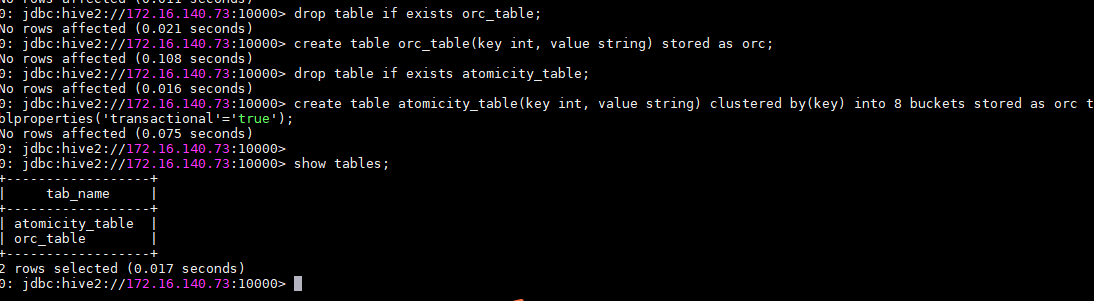 No rows affected (0.011 seconds)
0: jdbc:hive2://172.16.140.73:10000> drop table if exists orc_table;
No rows affected (0.021 seconds)
0: jdbc:hive2://172.16.140.73:10000> create table orc_table(key int, value string) stored as orc;
No rows affected (0.108 seconds)
0: jdbc:hive2://172.16.140.73:10000> drop table if exists atomicity_table;
No rows affected (0.016 seconds)
0: jdbc:hive2://172.16.140.73:10000> create table atomicity_table(key int, value string) clustered by(key) into 8 buckets stored as orc t
blproperties('transactional'='true');
No rows affected (0.075 seconds)
0: jdbc:hive2://172.16.140.73:10000>
0: jdbc:hive2://172.16.140.73:10000> show tables;
+------------------+
|     tab_name     |
+------------------+
| atomicity_table  |
| orc_table        |
+------------------+
2 rows selected (0.017 seconds)
0: jdbc:hive2://172.16.140.73:10000>